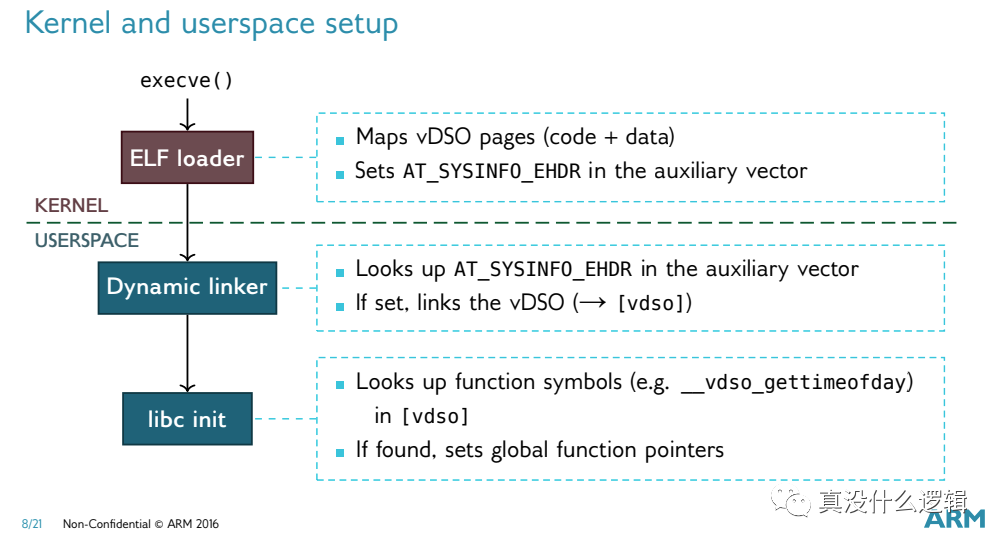 Kernel and userspace setup
execve()
ELF loader
▪ Maps vDSO pages (code + data)
▪ Sets AT_SYSINFO_EHDR in the auxiliary vector
KERNEL
USERSPACE
Dynamic linker
▪ Looks up AT_SYSINFO_EHDR in the auxiliary vector
▪ If set, links the vDSO (→ [vdso])
libc init
▪ Looks up function symbols (e.g. __vdso_gettimeofday)
in [vdso]
▪ If found, sets global function pointers
真没什么逻辑
8/21 Non-Confidential © ARM 2016
ARM